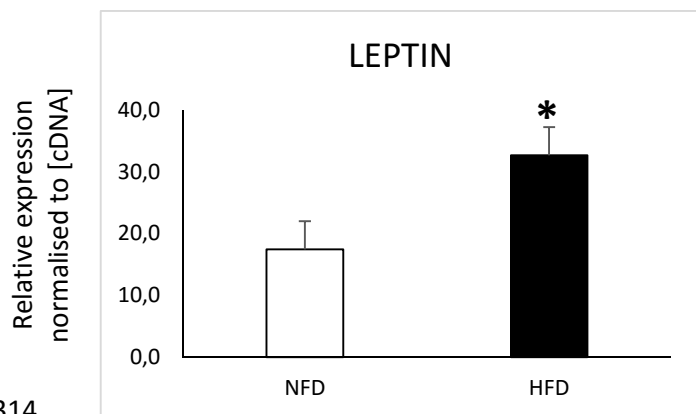 LEPTIN
Relative expression
normalised to [cDNA]
40,0
*
30,0
20,0
10,0
0,0
NFD HFD